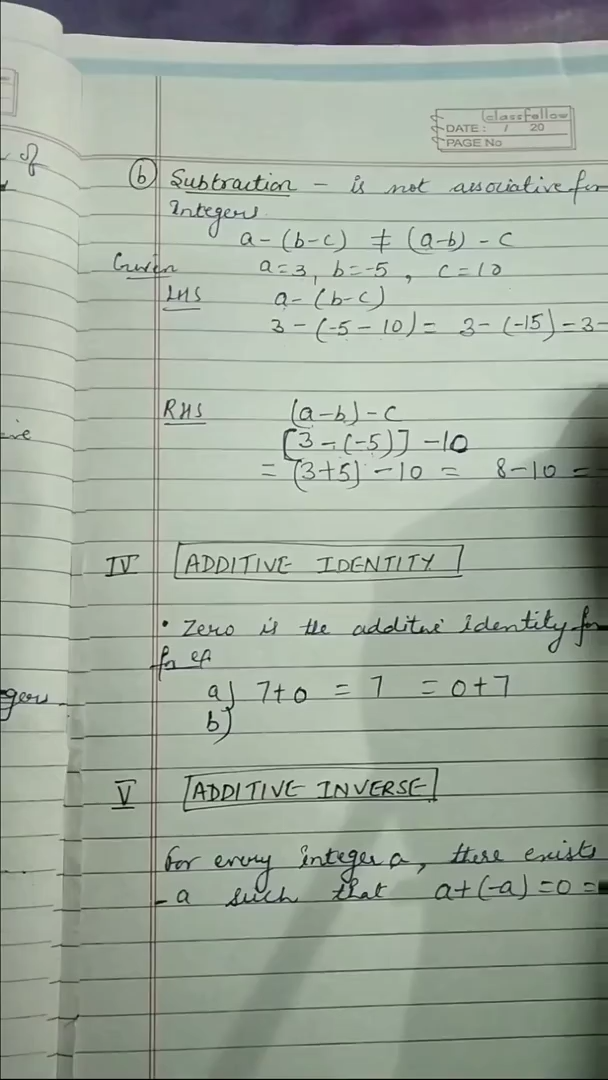 classfellow
DATE : / 20
PAGE No
of
(b) Subtraction - is not associative for
Integers
a-(b-c) ≠ (a-b) - c
Given a=3, b=-5, c=10
LHS a-(b-c)
3-(-5-10) = 3-(-15) = 3-
RHS (a-b)-c
[3-(-5)] -10
= (3+5) -10 = 8-10 = -
IV ADDITIVE IDENTITY
• Zero is the additive identity for
for eg
gers
a) 7+0 = 7 = 0+7
b)
V ADDITIVE INVERSE
For every integer a, there exists
-a such that a+(-a) = 0 =